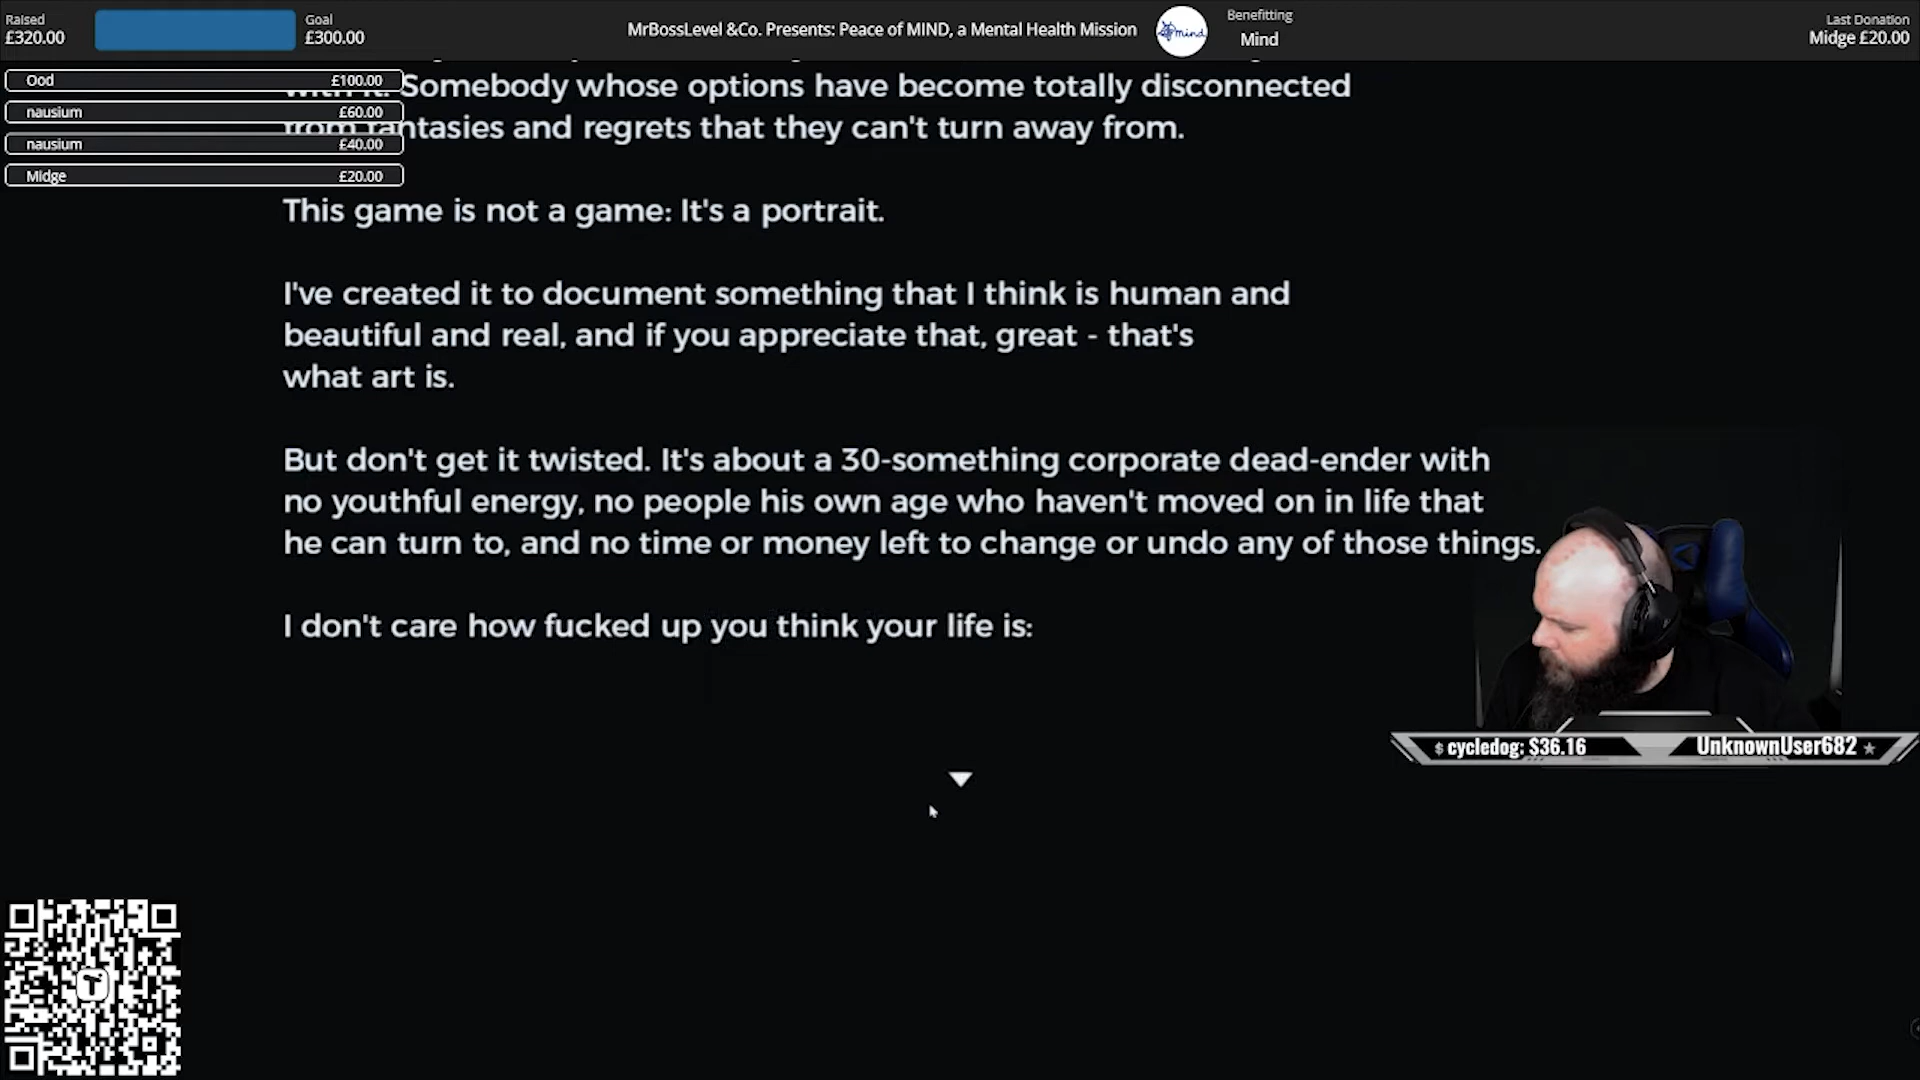 Raised
£320.00
Goal
£300.00
MrBossLevel &Co. Presents: Peace of MIND, a Mental Health Mission
mind
Benefitting
Mind
Last Donation
Midge £20.00
Ood £100.00
nausium £60.00
nausium £40.00
Midge £20.00
with it. Somebody whose options have become totally disconnected
from fantasies and regrets that they can't turn away from.
This game is not a game: It's a portrait.
I've created it to document something that I think is human and
beautiful and real, and if you appreciate that, great - that's
what art is.
But don't get it twisted. It's about a 30-something corporate dead-ender with
no youthful energy, no people his own age who haven't moved on in life that
he can turn to, and no time or money left to change or undo any of those things.
I don't care how fucked up you think your life is:
$ cycledog: $36.16
UnknownUser682